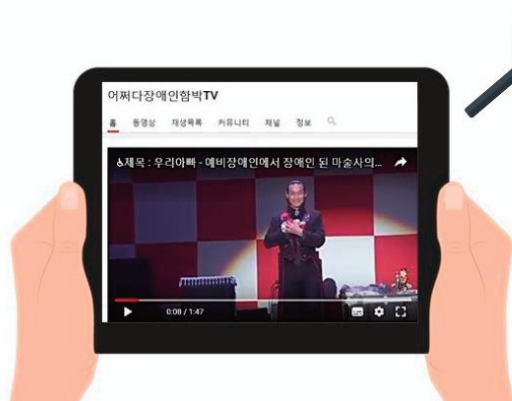 어쩌다장애인함박TV
홈 동영상 재생목록 커뮤니티 채널 정보
♿제목 : 우리아빠 - 예비장애인에서 장애인 된 마술사의...
0:08 / 1:47